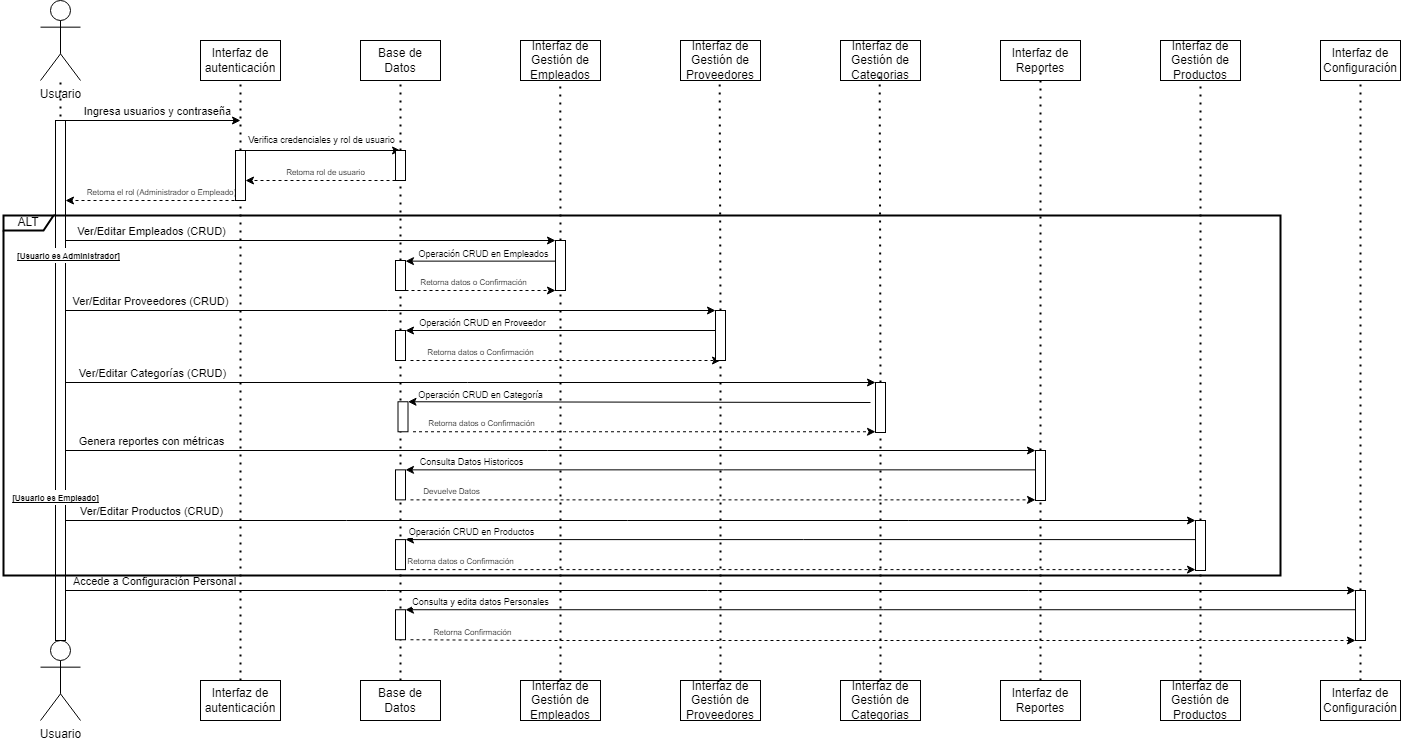 Usuario
Interfaz de
autenticación
Base de
Datos
Interfaz de
Gestión de
Empleados
Interfaz de
Gestión de
Proveedores
Interfaz de
Gestión de
Categorias
Interfaz de
Reportes
Interfaz de
Gestión de
Productos
Interfaz de
Configuración
Ingresa usuarios y contraseña
Verifica credenciales y rol de usuario
Retorna rol de usuario
Retorna el rol (Administrador o Empleado
ALT
Ver/Editar Empleados (CRUD)
[Usuario es Administrador]
Operación CRUD en Empleados
Retorna datos o Confirmación
Ver/Editar Proveedores (CRUD)
Operación CRUD en Proveedor
Retorna datos o Confirmación
Ver/Editar Categorías (CRUD)
Operación CRUD en Categoría
Retorna datos o Confirmación
Genera reportes con métricas
Consulta Datos Historicos
Devuelve Datos
[Usuario es Empleado]
Ver/Editar Productos (CRUD)
Operación CRUD en Productos
Retorna datos o Confirmación
Accede a Configuración Personal
Consulta y edita datos Personales
Retorna Confirmación
Usuario
Interfaz de
autenticación
Base de
Datos
Interfaz de
Gestión de
Empleados
Interfaz de
Gestión de
Proveedores
Interfaz de
Gestión de
Categorias
Interfaz de
Reportes
Interfaz de
Gestión de
Productos
Interfaz de
Configuración